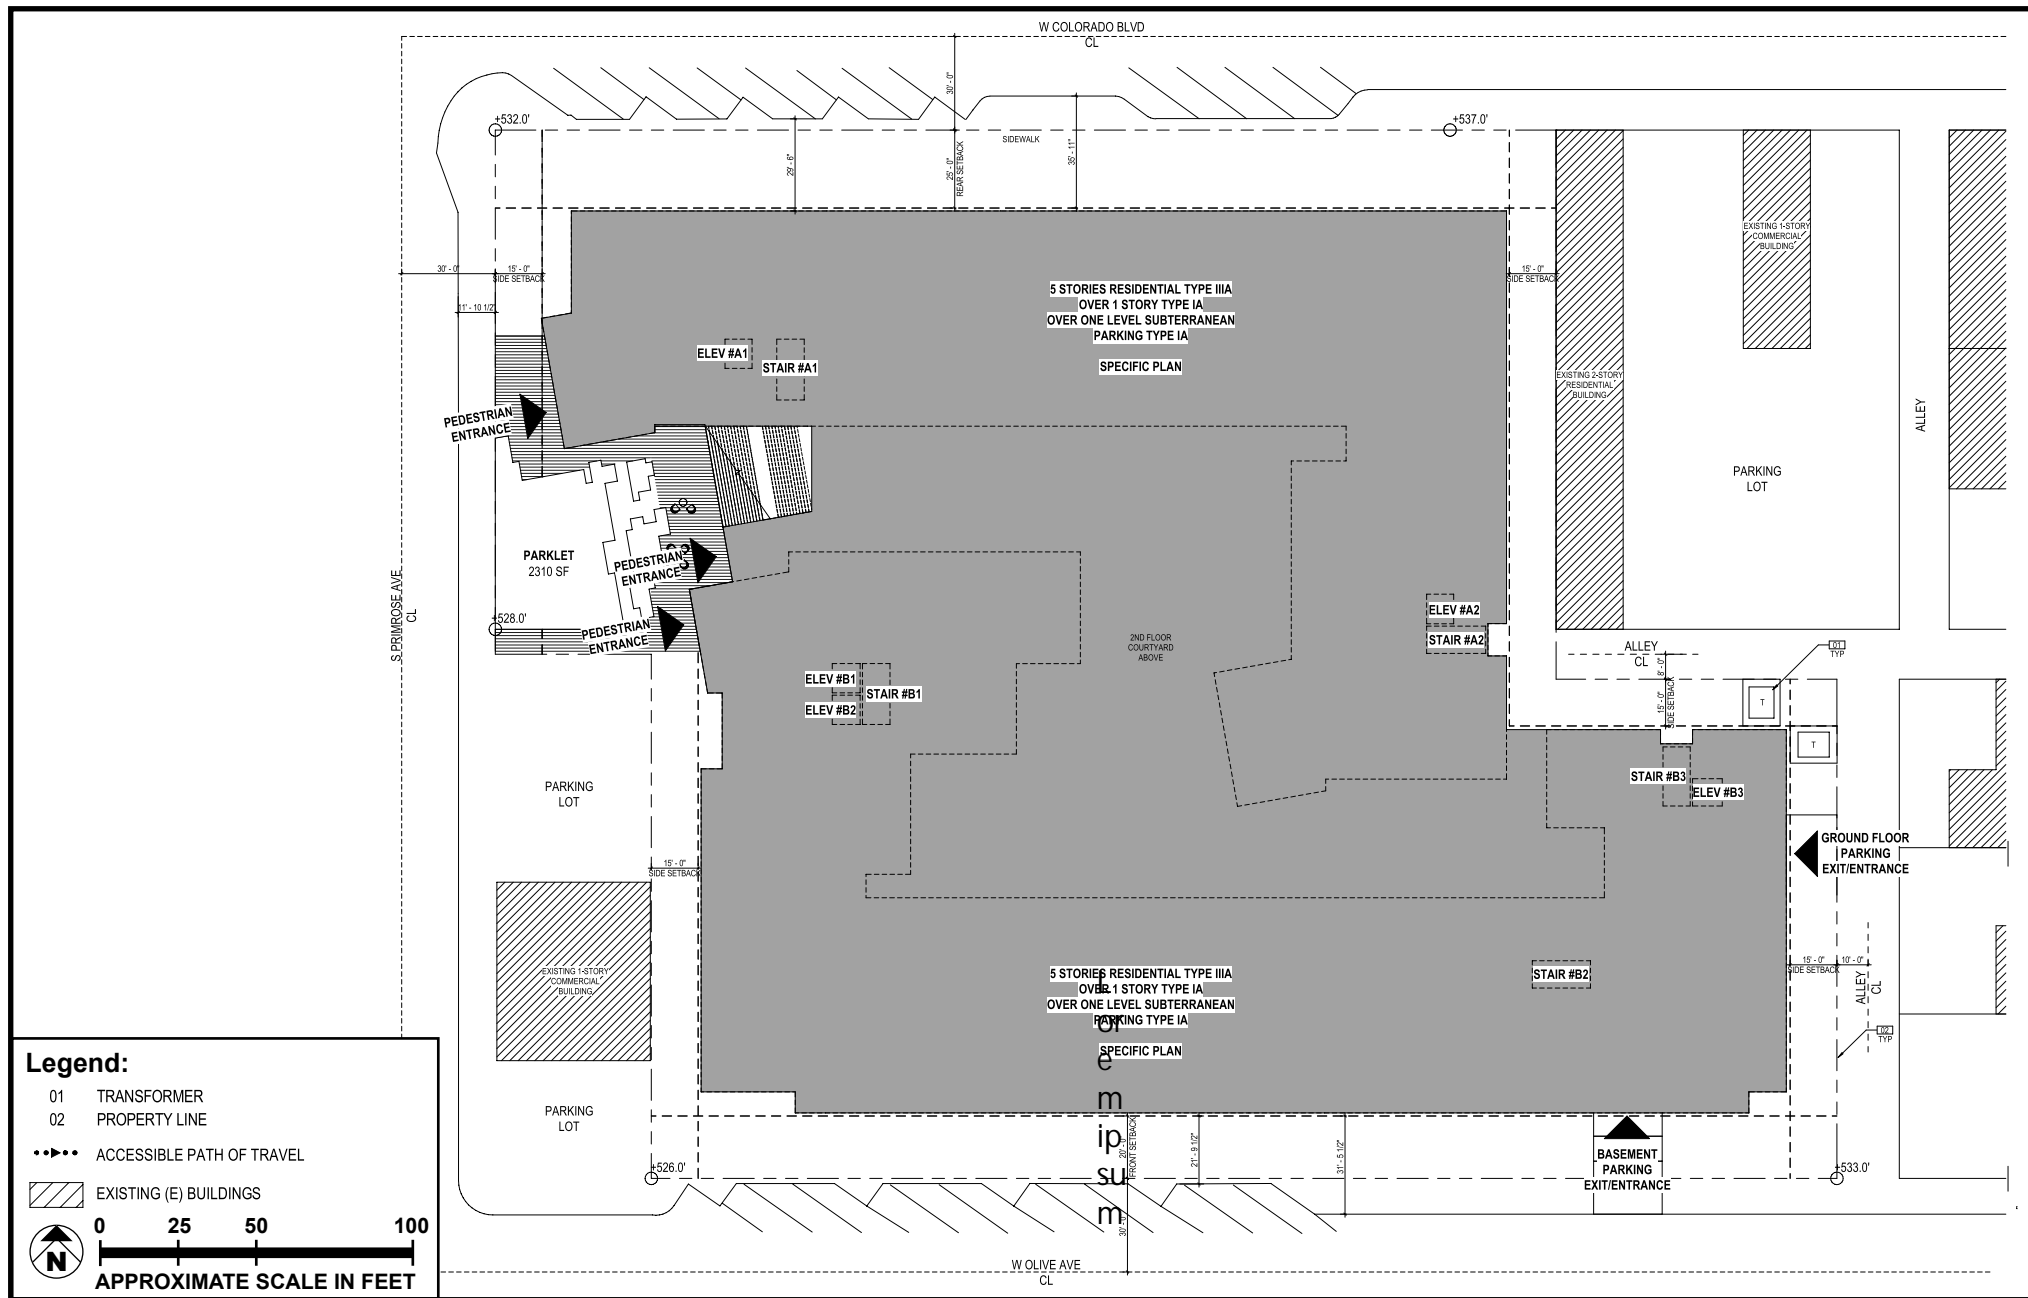 W COLORADO BLVD
CL
30' - 0"
+532.0'
+537.0'
SIDEWALK
29' - 6"
25' - 0"
REAR SETBACK
35' - 11"
30' - 0"
15' - 0"
SIDE SETBACK
11' - 10 1/2"
15' - 0"
SIDE SETBACK
5 STORIES RESIDENTIAL TYPE IIIA
OVER 1 STORY TYPE IA
OVER ONE LEVEL SUBTERRANEAN
PARKING TYPE IA
SPECIFIC PLAN
EXISTING 1-STORY
COMMERCIAL
BUILDING
ELEV #A1
STAIR #A1
EXISTING 2-STORY
RESIDENTIAL
BUILDING
ALLEY
PEDESTRIAN
ENTRANCE
PARKING
LOT
PARKLET
2310 SF
PEDESTRIAN
ENTRANCE
S PRIMROSE AVE
CL
+528.0'
PEDESTRIAN
ENTRANCE
2ND FLOOR
COURTYARD
ABOVE
ELEV #A2
STAIR #A2
ALLEY
CL
8' - 0"
15' - 0"
SIDE SETBACK
01
TYP
T
T
ELEV #B1
ELEV #B2
STAIR #B1
STAIR #B3
ELEV #B3
PARKING
LOT
GROUND FLOOR
PARKING
EXIT/ENTRANCE
15' - 0"
SIDE SETBACK
EXISTING 1-STORY
COMMERCIAL
BUILDING
5 STORIES RESIDENTIAL TYPE IIIA
OVER 1 STORY TYPE IA
OVER ONE LEVEL SUBTERRANEAN
PARKING TYPE IA
SPECIFIC PLAN
L
or
e
m
ip
su
m
STAIR #B2
15' - 0"
SIDE SETBACK
10' - 0"
ALLEY
CL
02
TYP
PARKING
LOT
+526.0'
20' - 0"
FRONT SETBACK
21' - 9 1/2"
31' - 5 1/2"
30' - 0"
BASEMENT
PARKING
EXIT/ENTRANCE
+533.0'
W OLIVE AVE
CL
Legend:
01 TRANSFORMER
02 PROPERTY LINE
ACCESSIBLE PATH OF TRAVEL
EXISTING (E) BUILDINGS
N
0 25 50 100
APPROXIMATE SCALE IN FEET